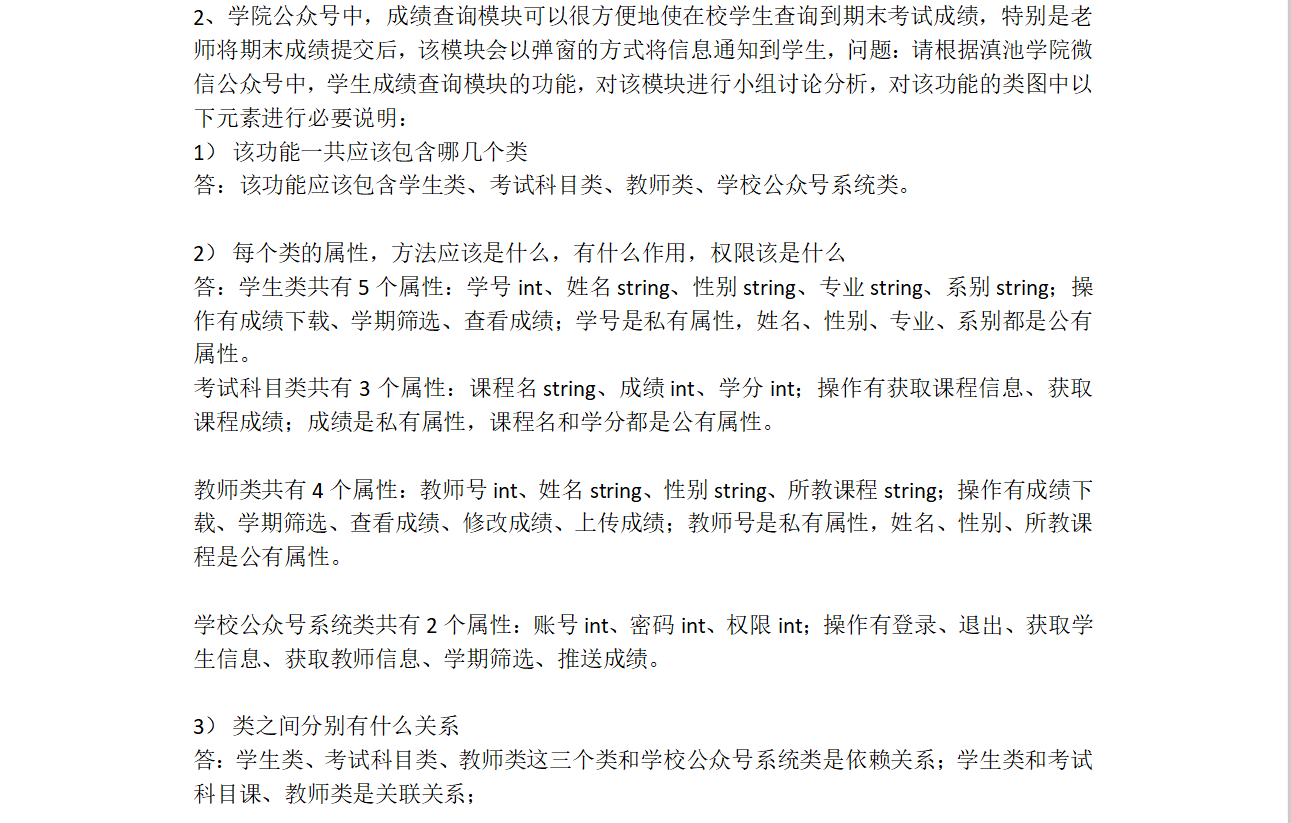 2、学院公众号中，成绩查询模块可以很方便地使在校学生查询到期末考试成绩，特别是老
师将期末成绩提交后，该模块会以弹窗的方式将信息通知到学生，问题：请根据滇池学院微
信公众号中，学生成绩查询模块的功能，对该模块进行小组讨论分析，对该功能的类图中以
下元素进行必要说明：
1） 该功能一共应该包含哪几个类
答：该功能应该包含学生类、考试科目类、教师类、学校公众号系统类。
2） 每个类的属性，方法应该是什么，有什么作用，权限该是什么
答：学生类共有 5 个属性：学号 int、姓名 string、性别 string、专业 string、系别 string；操
作有成绩下载、学期筛选、查看成绩；学号是私有属性，姓名、性别、专业、系别都是公有
属性。
考试科目类共有 3 个属性：课程名 string、成绩 int、学分 int；操作有获取课程信息、获取
课程成绩；成绩是私有属性，课程名和学分都是公有属性。
教师类共有 4 个属性：教师号 int、姓名 string、性别 string、所教课程 string；操作有成绩下
载、学期筛选、查看成绩、修改成绩、上传成绩；教师号是私有属性，姓名、性别、所教课
程是公有属性。
学校公众号系统类共有 2 个属性：账号 int、密码 int、权限 int；操作有登录、退出、获取学
生信息、获取教师信息、学期筛选、推送成绩。
3） 类之间分别有什么关系
答：学生类、考试科目类、教师类这三个类和学校公众号系统类是依赖关系；学生类和考试
科目课、教师类是关联关系；